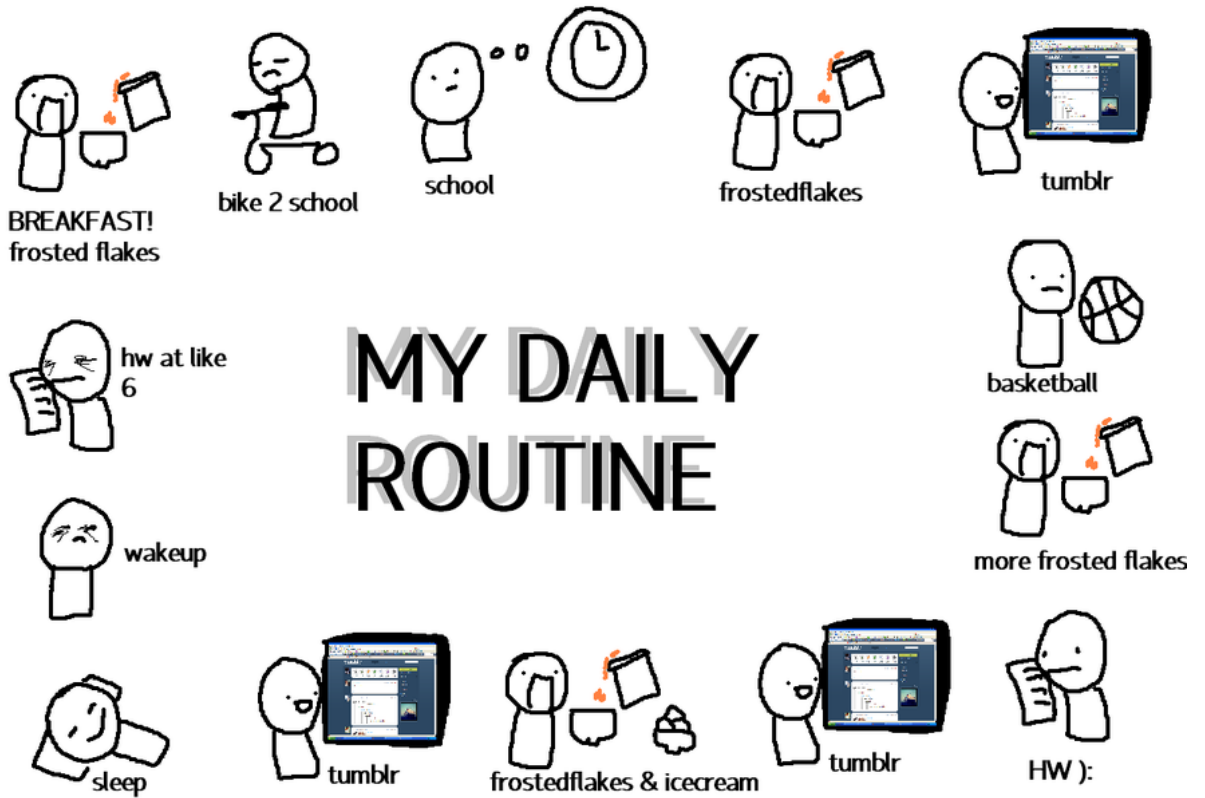 BREAKFAST!
frosted flakes
bike 2 school
school
frostedflakes
tumblr
basketball
more frosted flakes
HW ):
tumblr
frostedflakes & icecream
tumblr
sleep
wakeup
hw at like
6
MY DAILY
ROUTINE